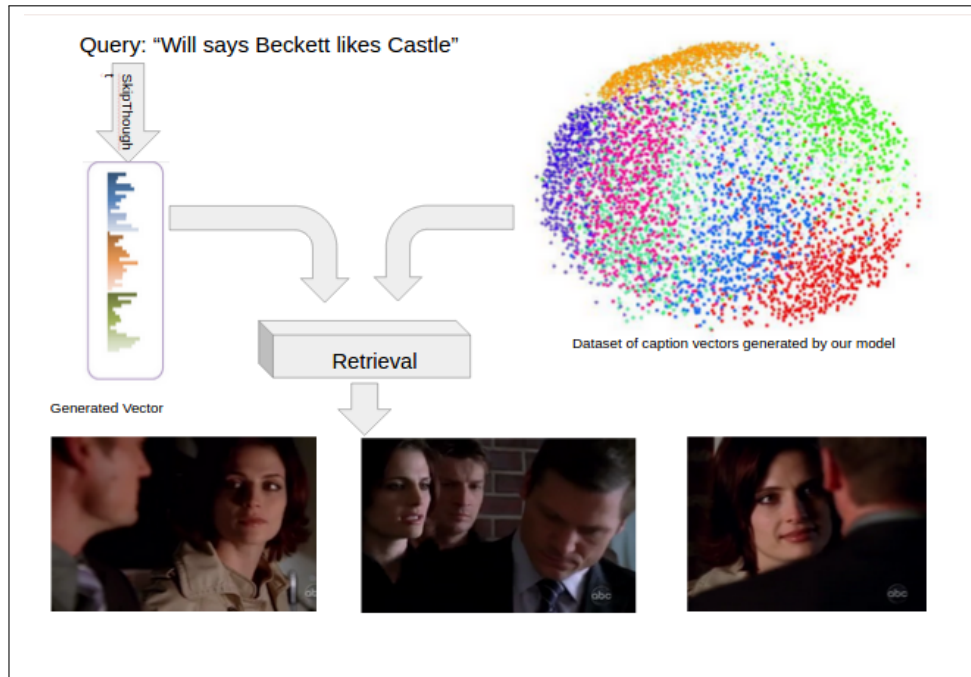 Query: “Will says Beckett likes Castle”
SkipThough
t
Dataset of caption vectors generated by our model
Retrieval
Generated Vector
abc
abc
abc